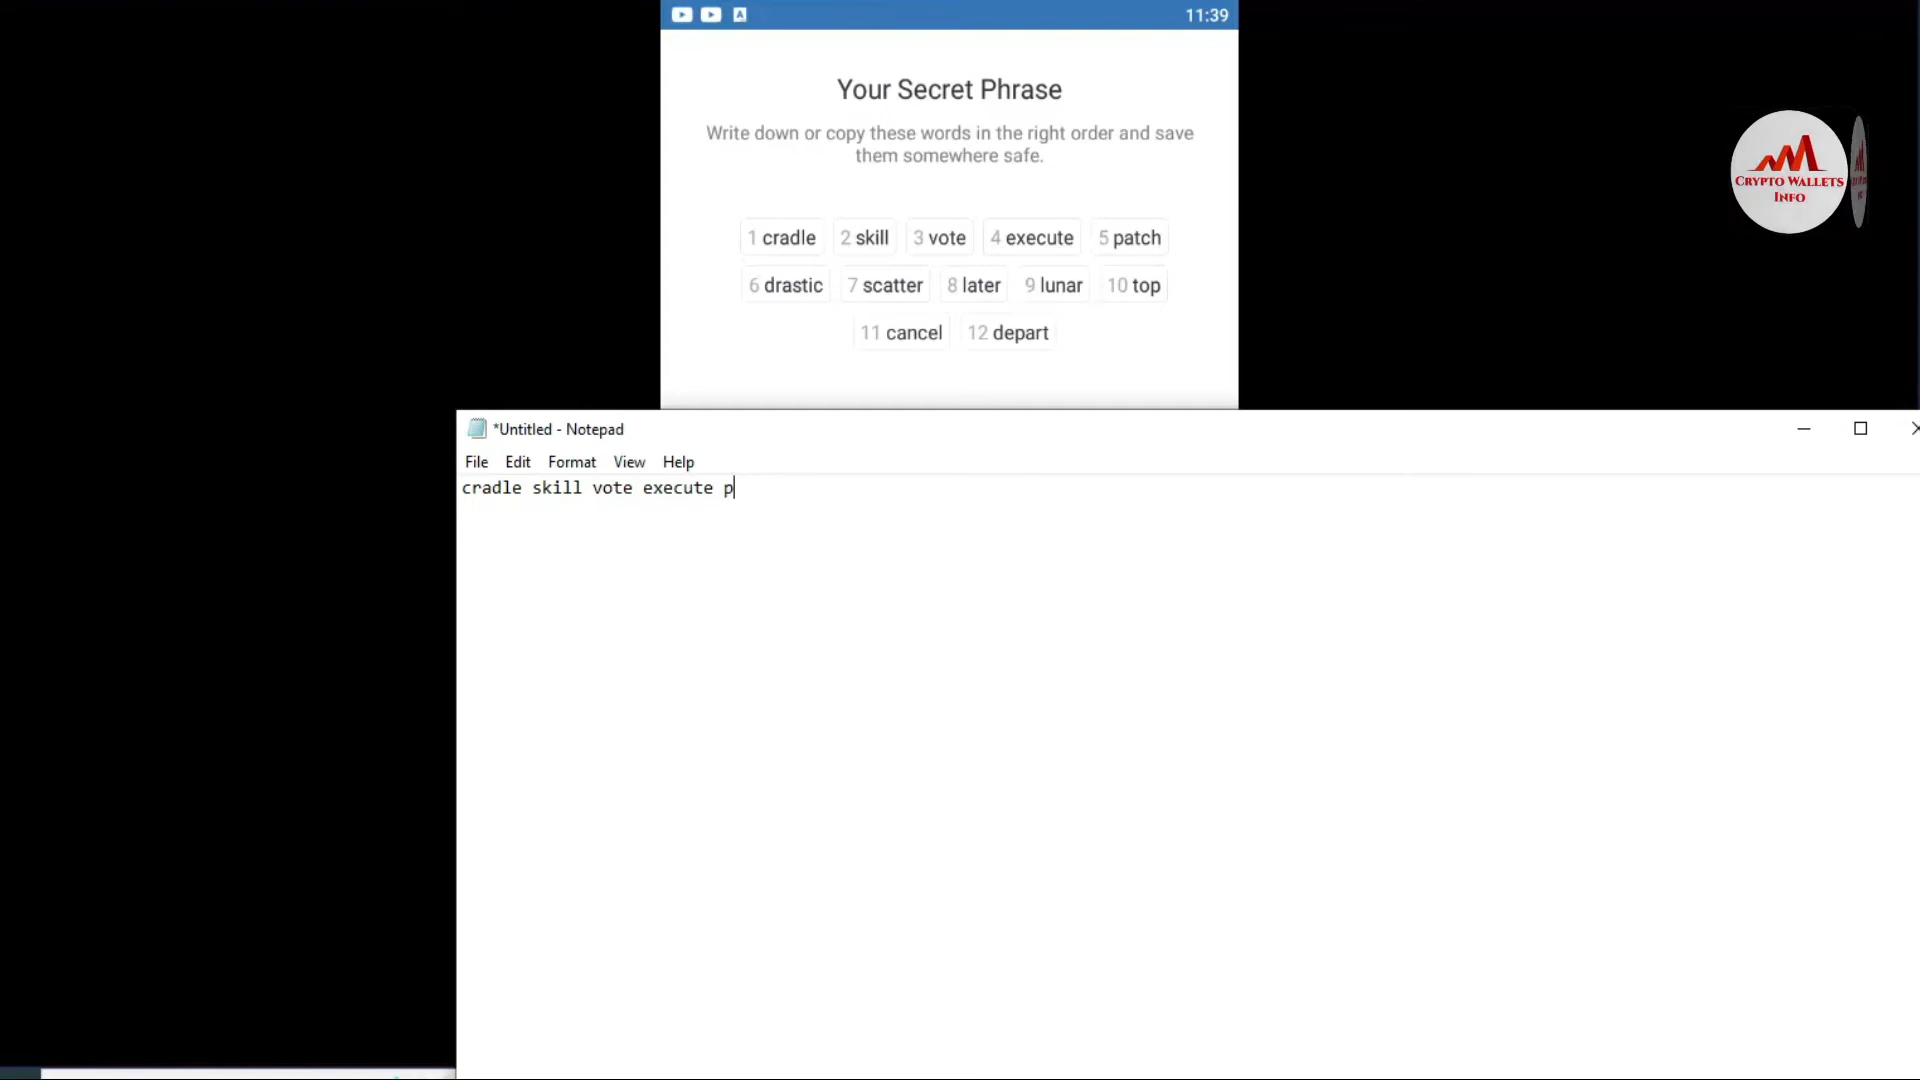 11:39
Your Secret Phrase
Write down or copy these words in the right order and save
them somewhere safe.
1 cradle 2 skill 3 vote 4 execute 5 patch
6 drastic 7 scatter 8 later 9 lunar 10 top
11 cancel 12 depart
CRYPTO WALLETS
INFO
*Untitled - Notepad
File Edit Format View Help
cradle skill vote execute p